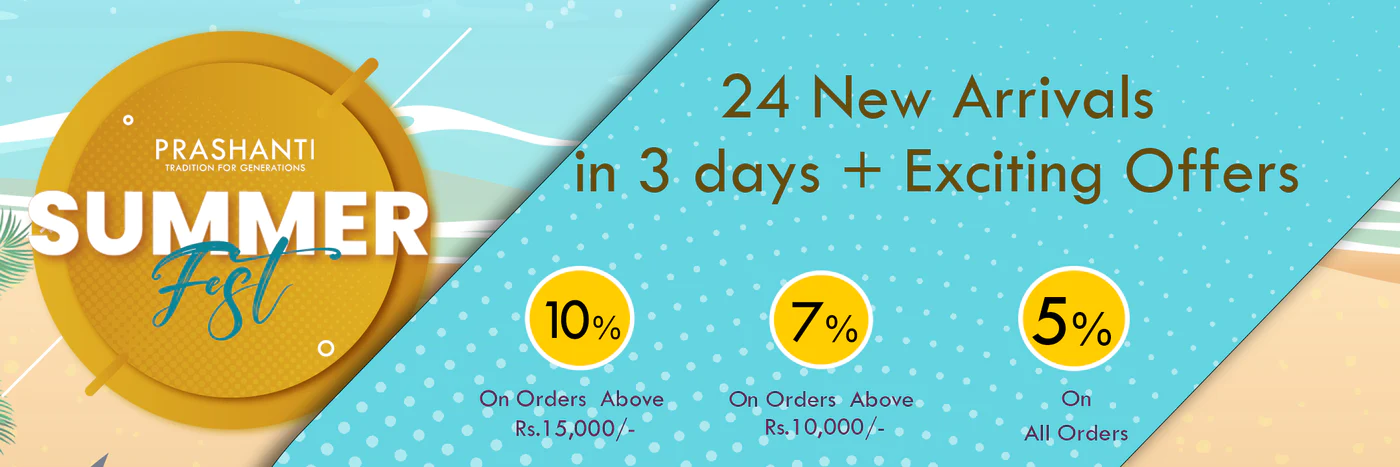 PRASHANTI
TRADITION FOR GENERATIONS
SUMMER
Fest
24 New Arrivals
in 3 days + Exciting Offers
10%
On Orders Above
Rs.15,000/-
7%
On Orders Above
Rs.10,000/-
5%
On
All Orders